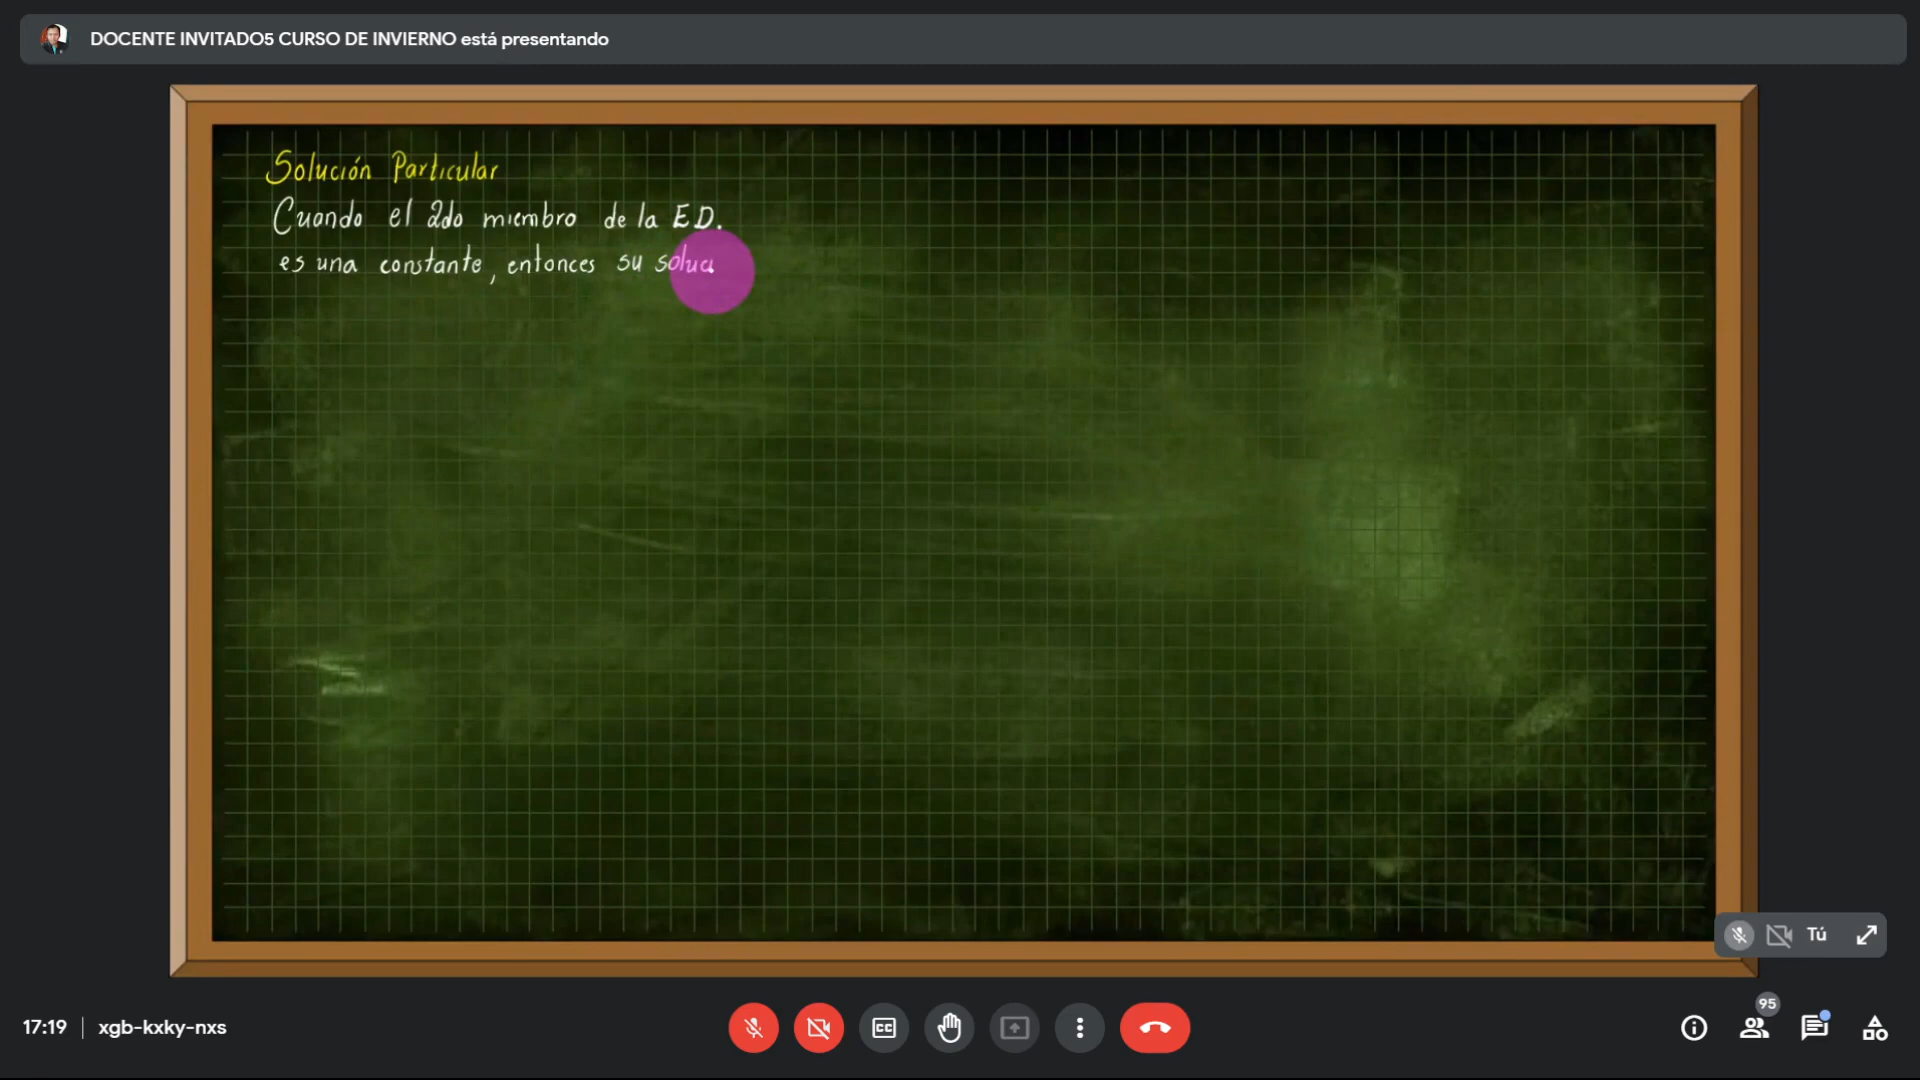 DOCENTE INVITADO5 CURSO DE INVIERNO está presentando
Solución Particular
Cuando el 2do miembro de la E.D.
es una constante, entonces su soluci
Tú
95
17:19 | xgb-kxky-nxs